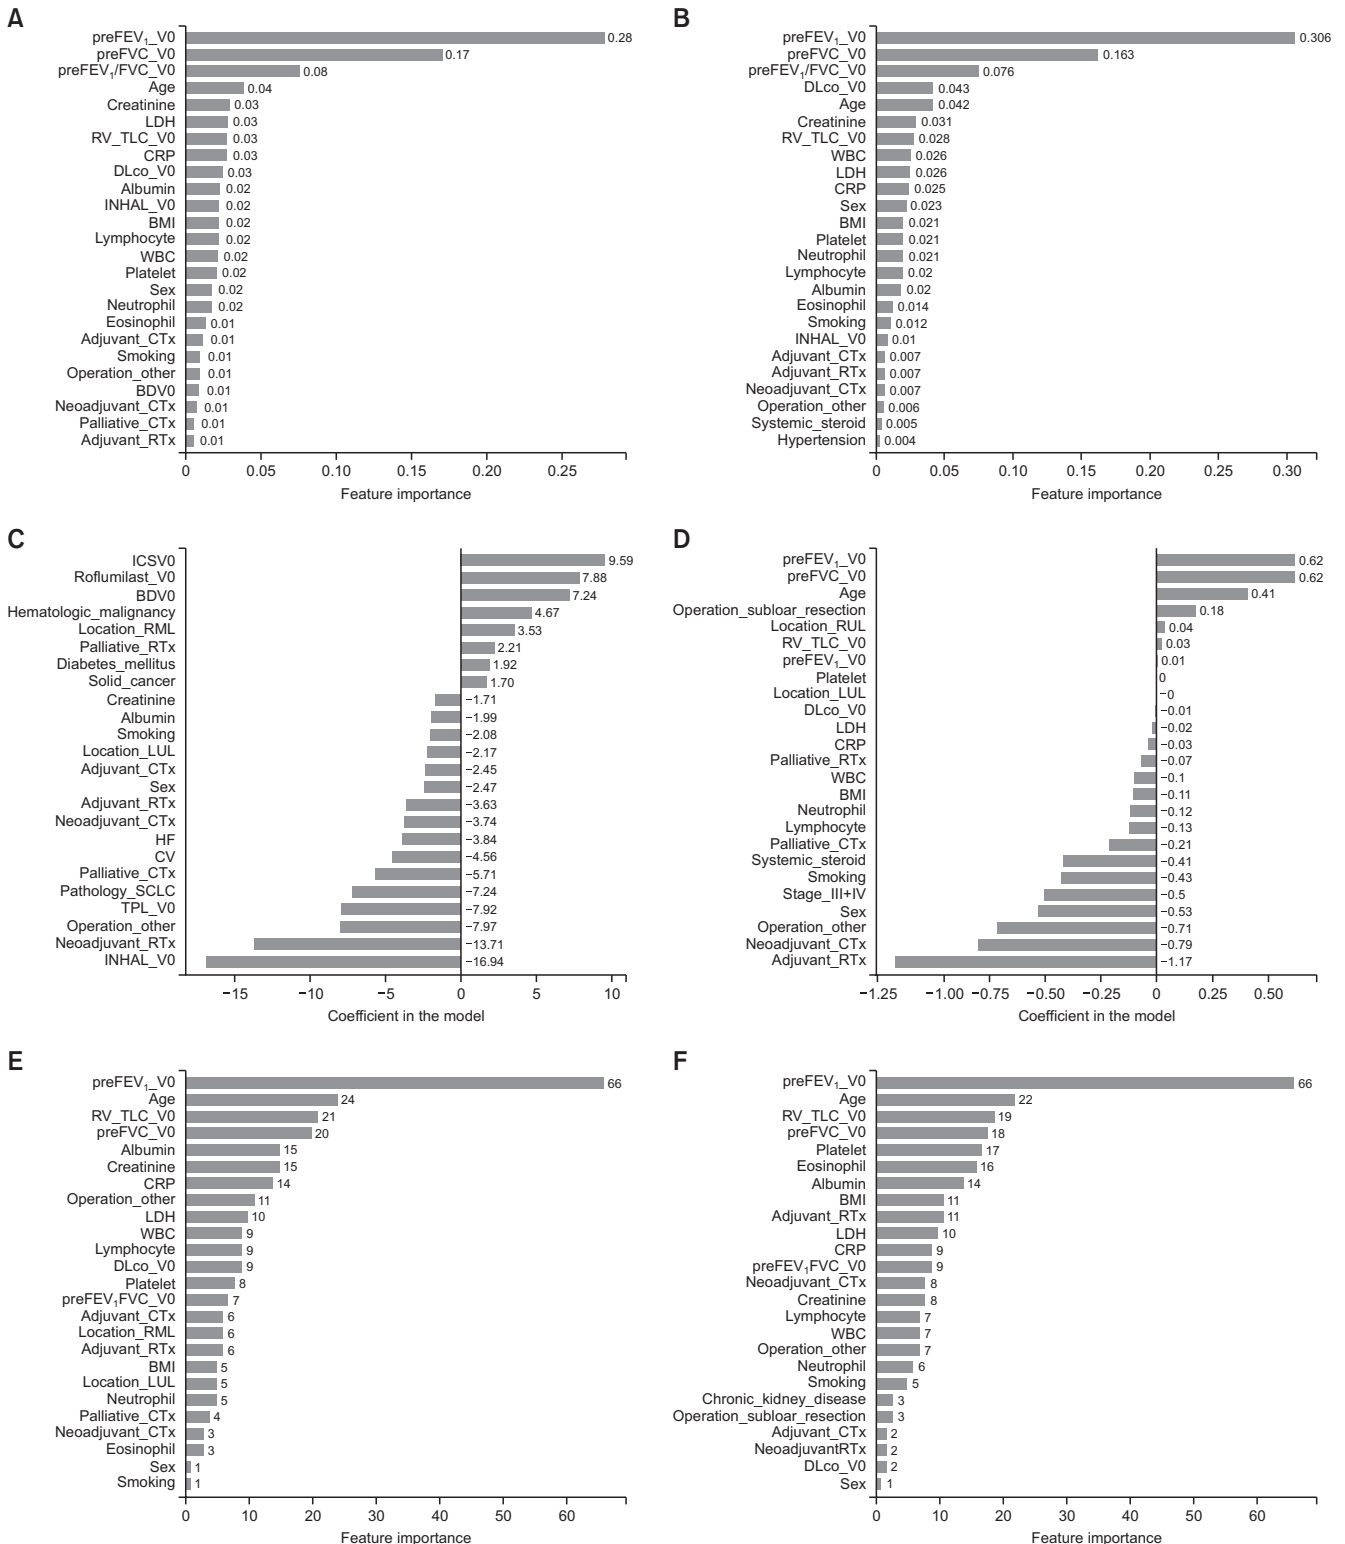 A
preFEV₁_V0 0.28
preFVC_V0 0.17
preFEV₁/FVC_V0 0.08
Age 0.04
Creatinine 0.03
LDH 0.03
RV_TLC_V0 0.03
CRP 0.03
DLco_V0 0.03
Albumin 0.02
INHAL_V0 0.02
BMI 0.02
Lymphocyte 0.02
WBC 0.02
Platelet 0.02
Sex 0.02
Neutrophil 0.02
Eosinophil 0.01
Adjuvant_CTx 0.01
Smoking 0.01
Operation_other 0.01
BDV0 0.01
Neoadjuvant_CTx 0.01
Palliative_CTx 0.01
Adjuvant_RTx 0.01
0 0.05 0.10 0.15 0.20 0.25
Feature importance
B
preFEV₁_V0 0.306
preFVC_V0 0.163
preFEV₁/FVC_V0 0.076
DLco_V0 0.043
Age 0.042
Creatinine 0.031
RV_TLC_V0 0.028
WBC 0.026
LDH 0.026
CRP 0.025
Sex 0.023
BMI 0.021
Platelet 0.021
Neutrophil 0.021
Lymphocyte 0.02
Albumin 0.02
Eosinophil 0.014
Smoking 0.012
INHAL_V0 0.01
Adjuvant_CTx 0.007
Adjuvant_RTx 0.007
Neoadjuvant_CTx 0.007
Operation_other 0.006
Systemic_steroid 0.005
Hypertension 0.004
0 0.05 0.10 0.15 0.20 0.25 0.30
Feature importance
C
ICSV0 9.59
Roflumilast_V0 7.88
BDV0 7.24
Hematologic_malignancy 4.67
Location_RML 3.53
Palliative_RTx 2.21
Diabetes_mellitus 1.92
Solid_cancer 1.70
Creatinine −1.71
Albumin −1.99
Smoking −2.08
Location_LUL −2.17
Adjuvant_CTx −2.45
Sex −2.47
Adjuvant_RTx −3.63
Neoadjuvant_CTx −3.74
HF −3.84
CV −4.56
Palliative_CTx −5.71
Pathology_SCLC −7.24
TPL_V0 −7.92
Operation_other −7.97
Neoadjuvant_RTx −13.71
INHAL_V0 −16.94
−15 −10 −5 0 5 10
Coefficient in the model
D
preFEV₁_V0 0.62
preFVC_V0 0.62
Age 0.41
Operation_subloar_resection 0.18
Location_RUL 0.04
RV_TLC_V0 0.03
preFEV₁_V0 0.01
Platelet 0
Location_LUL −0
DLco_V0 −0.01
LDH −0.02
CRP −0.03
Palliative_RTx −0.07
WBC −0.1
BMI −0.11
Neutrophil −0.12
Lymphocyte −0.13
Palliative_CTx −0.21
Systemic_steroid −0.41
Smoking −0.43
Stage_III+IV −0.5
Sex −0.53
Operation_other −0.71
Neoadjuvant_CTx −0.79
Adjuvant_RTx −1.17
−1.25 −1.00 −0.75 −0.50 −0.25 0 0.25 0.50
Coefficient in the model
E
preFEV₁_V0 66
Age 24
RV_TLC_V0 21
preFVC_V0 20
Albumin 15
Creatinine 15
CRP 14
Operation_other 11
LDH 10
WBC 9
Lymphocyte 9
DLco_V0 9
Platelet 8
preFEV₁FVC_V0 7
Adjuvant_CTx 6
Location_RML 6
Adjuvant_RTx 6
BMI 5
Location_LUL 5
Neutrophil 5
Palliative_CTx 4
Neoadjuvant_CTx 3
Eosinophil 3
Sex 1
Smoking 1
0 10 20 30 40 50 60
Feature importance
F
preFEV₁_V0 66
Age 22
RV_TLC_V0 19
preFVC_V0 18
Platelet 17
Eosinophil 16
Albumin 14
BMI 11
Adjuvant_RTx 11
LDH 10
CRP 9
preFEV₁FVC_V0 9
Neoadjuvant_CTx 8
Creatinine 8
Lymphocyte 7
WBC 7
Operation_other 7
Neutrophil 6
Smoking 5
Chronic_kidney_disease 3
Operation_subloar_resection 3
Adjuvant_CTx 2
NeoadjuvantRTx 2
DLco_V0 2
Sex 1
0 10 20 30 40 50 60
Feature importance